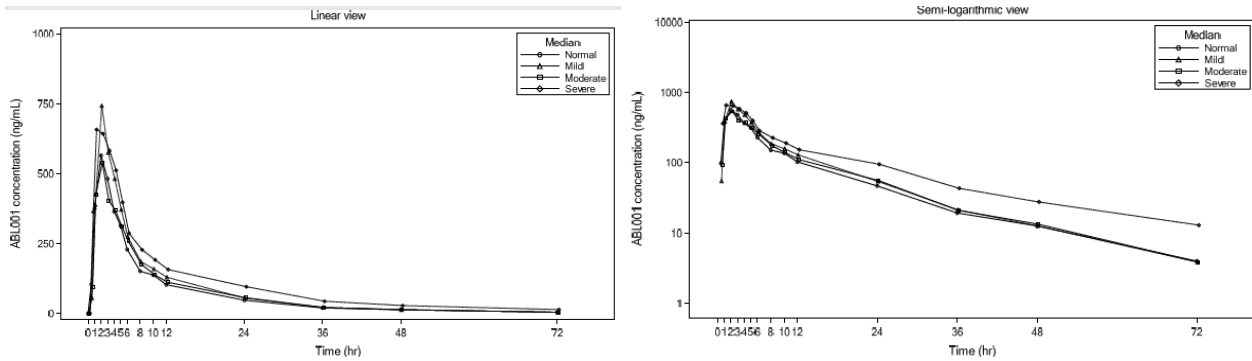 Linear view
1000
750
500
250
0
ABL001 concentration (ng/mL)
Median
Normal
Mildl
Moderate
Severe
0 1 2 3 4 5 6 8 10 12 24 36 48 72
Time (hr)
Semi-logarithmic view
10000
1000
100
10
1
ABL001 concentration (ng/mL)
Median
Normal
Mildl
Moderate
Severe
0 1 2 3 4 5 6 8 10 12 24 36 48 72
Time (hr)